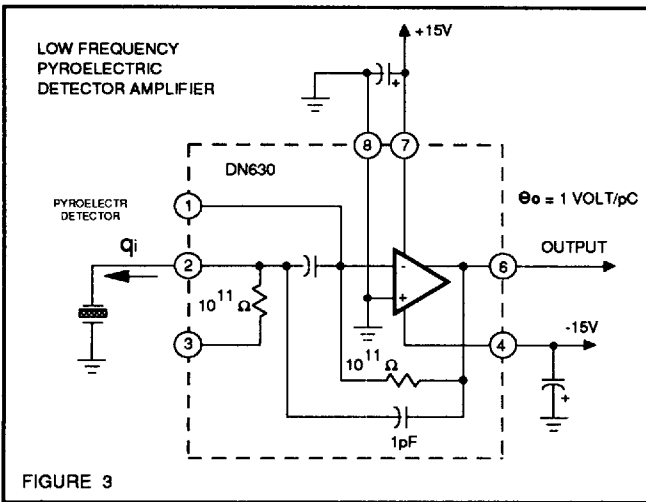 LOW FREQUENCY
PYROELECTRIC
DETECTOR AMPLIFIER
+15V
+
8
7
DN630
1
PYROELECTR
DETECTOR
eo = 1 VOLT/pC
qi
2
-
6
OUTPUT
10^11 Ω
+
3
4
-15V
10^11 Ω
+
1pF
FIGURE 3